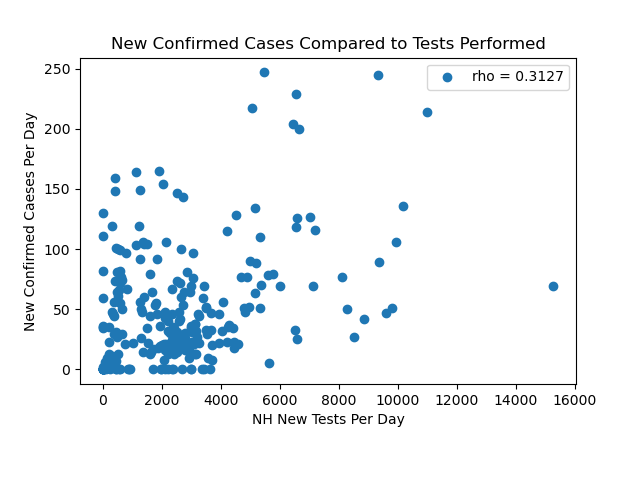 New Confirmed Cases Compared to Tests Performed
rho = 0.3127
250
200
150
100
50
0
New Confirmed Caeses Per Day
0 2000 4000 6000 8000 10000 12000 14000 16000
NH New Tests Per Day